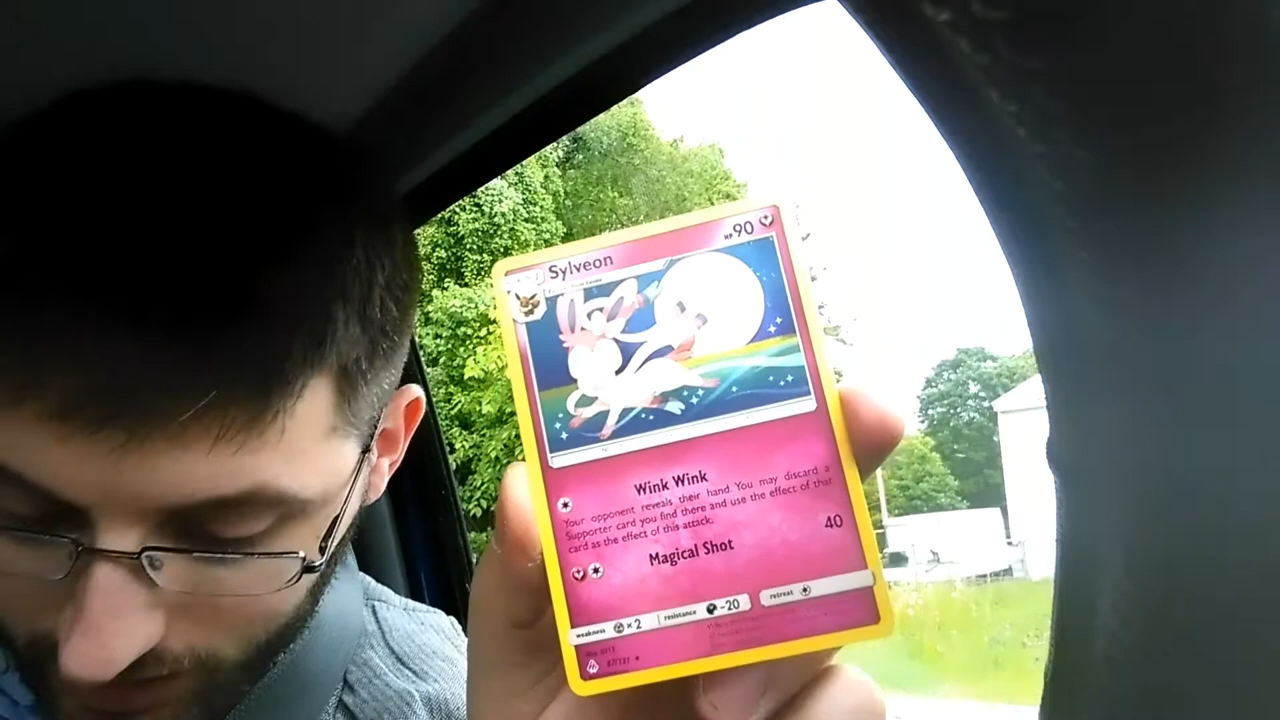 Sylveon
HP 90
Wink Wink
Your opponent reveals their hand. You may discard a
Supporter card you find there and use the effect of that
card as the effect of this attack.
Magical Shot 40
weakness ×2 resistance -20 retreat
87/131